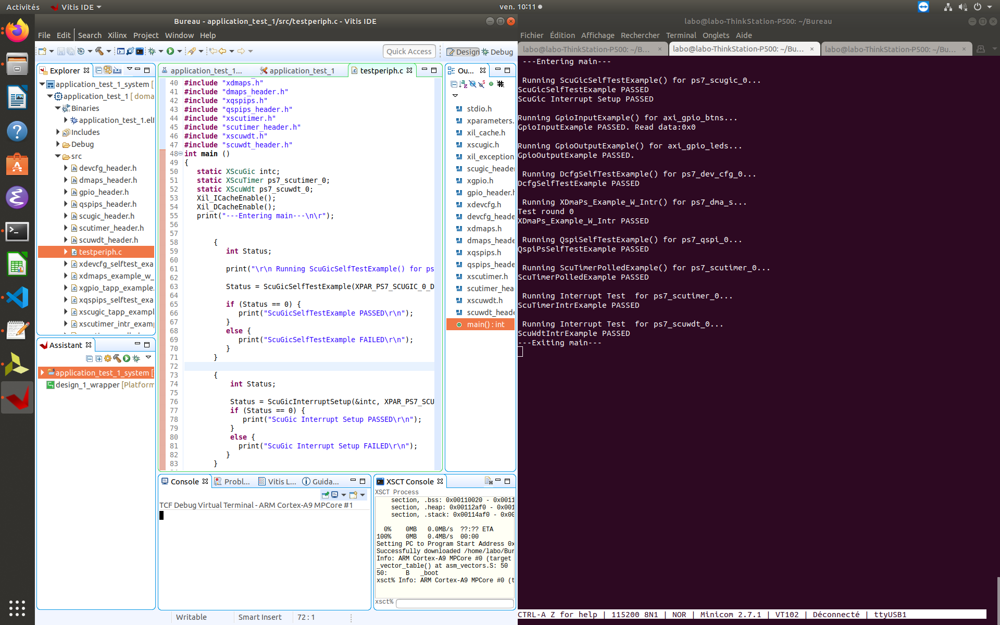 Activités
Vitis IDE
ven. 10:11
Bureau - application_test_1/src/testperiph.c - Vitis IDE
File Edit Search Xilinx Project Window Help
Quick Access
Design
Debug
Explorer
application_test_1_system [
application_test_1 [ doma
Binaries
application_test_1.elf
Includes
Debug
src
devcfg_header.h
dmaps_header.h
gpio_header.h
qspips_header.h
scugic_header.h
scutimer_header.h
scuwdt_header.h
testperiph.c
xdevcfg_selftest_exa
xdmaps_example_w_
xgpio_tapp_example.
xqspips_selftest_exa
xscugic_tapp_exampl
xscutimer_intr_examp
Assistant
application_test_1_system [
design_1_wrapper [Platform
application_test_1...
application_test_1
testperiph.c
40 #include "xdmaps.h"
41 #include "dmaps_header.h"
42 #include "xqspips.h"
43 #include "qspips_header.h"
44 #include "xscutimer.h"
45 #include "scutimer_header.h"
46 #include "xscuwdt.h"
47 #include "scuwdt_header.h"
48 int main ()
49 {
50 static XScuGic intc;
51 static XScuTimer ps7_scutimer_0;
52 static XScuWdt ps7_scuwdt_0;
53 Xil_ICacheEnable();
54 Xil_DCacheEnable();
55 print("---Entering main---\n\r");
56
57
58 {
59 int Status;
60
61 print("\r\n Running ScuGicSelfTestExample() for ps
62
63 Status = ScuGicSelfTestExample(XPAR_PS7_SCUGIC_0_D
64
65 if (Status == 0) {
66 print("ScuGicSelfTestExample PASSED\r\n");
67 }
68 else {
69 print("ScuGicSelfTestExample FAILED\r\n");
70 }
71 }
72
73 {
74 int Status;
75
76 Status = ScuGicInterruptSetup(&intc, XPAR_PS7_SCU
77 if (Status == 0) {
78 print("ScuGic Interrupt Setup PASSED\r\n");
79 }
80 else {
81 print("ScuGic Interrupt Setup FAILED\r\n");
82 }
83 }
Ou...
stdio.h
xparameters.
xil_cache.h
xscugic.h
xil_exception
scugic_header
xgpio.h
gpio_header.h
xdevcfg.h
devcfg_heade
xdmaps.h
dmaps_heade
xqspips.h
qspips_heade
xscutimer.h
scutimer_hea
xscuwdt.h
scuwdt_heade
main() : int
Console
Probl...
Vitis L...
Guida...
TCF Debug Virtual Terminal - ARM Cortex-A9 MPCore #1
XSCT Console
XSCT Process
section, .bss: 0x00110020 - 0x0011
section, .heap: 0x00112af0 - 0x001
section, .stack: 0x00114af0 - 0x00
0% 0MB 0.0MB/s ??:?? ETA
100% 0MB 0.4MB/s 00:00
Setting PC to Program Start Address 0x
Successfully downloaded /home/labo/Bur
Info: ARM Cortex-A9 MPCore #0 (target
_vector_table() at asm_vectors.S: 50
50: B _boot
xsct% Info: ARM Cortex-A9 MPCore #0 (t
xsct%
Writable
Smart Insert
72 : 1
labo@labo-ThinkStation-P500: ~/Bureau
Fichier Édition Affichage Rechercher Terminal Onglets Aide
labo@labo-ThinkStation-P500: ~/B...
labo@labo-ThinkStation-P500: ~/Bu...
labo@labo-ThinkStation-P500: ~/Bu...
---Entering main---
Running ScuGicSelfTestExample() for ps7_scugic_0...
ScuGicSelfTestExample PASSED
ScuGic Interrupt Setup PASSED
Running GpioInputExample() for axi_gpio_btns...
GpioInputExample PASSED. Read data:0x0
Running GpioOutputExample() for axi_gpio_leds...
GpioOutputExample PASSED.
Running DcfgSelfTestExample() for ps7_dev_cfg_0...
DcfgSelfTestExample PASSED
Running XDmaPs_Example_W_Intr() for ps7_dma_s...
Test round 0
XDmaPs_Example_W_Intr PASSED
Running QspiSelfTestExample() for ps7_qspi_0...
QspiPsSelfTestExample PASSED
Running ScuTimerPolledExample() for ps7_scutimer_0...
ScuTimerPolledExample PASSED
Running Interrupt Test  for ps7_scutimer_0...
ScuTimerIntrExample PASSED
Running Interrupt Test  for ps7_scuwdt_0...
ScuWdtIntrExample PASSED
---Exiting main---
CTRL-A Z for help | 115200 8N1 | NOR | Minicom 2.7.1 | VT102 | Déconnecté | ttyUSB1